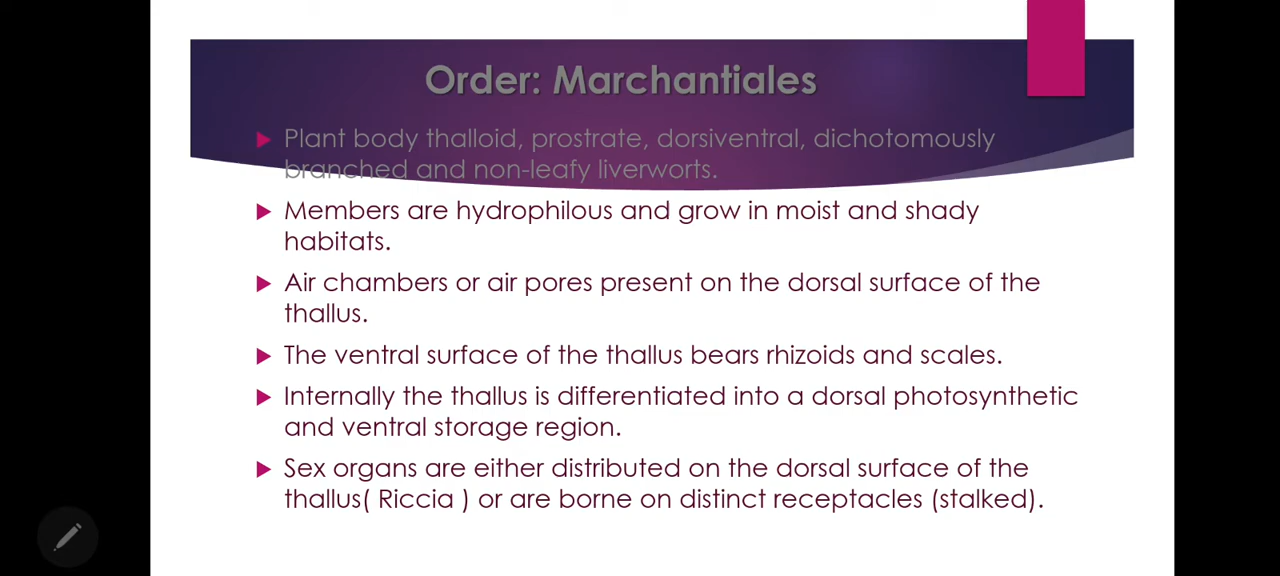 Order: Marchantiales
Plant body thalloid, prostrate, dorsiventral, dichotomously
branched and non-leafy liverworts.
Members are hydrophilous and grow in moist and shady
habitats.
Air chambers or air pores present on the dorsal surface of the
thallus.
The ventral surface of the thallus bears rhizoids and scales.
Internally the thallus is differentiated into a dorsal photosynthetic
and ventral storage region.
Sex organs are either distributed on the dorsal surface of the
thallus( Riccia ) or are borne on distinct receptacles (stalked).